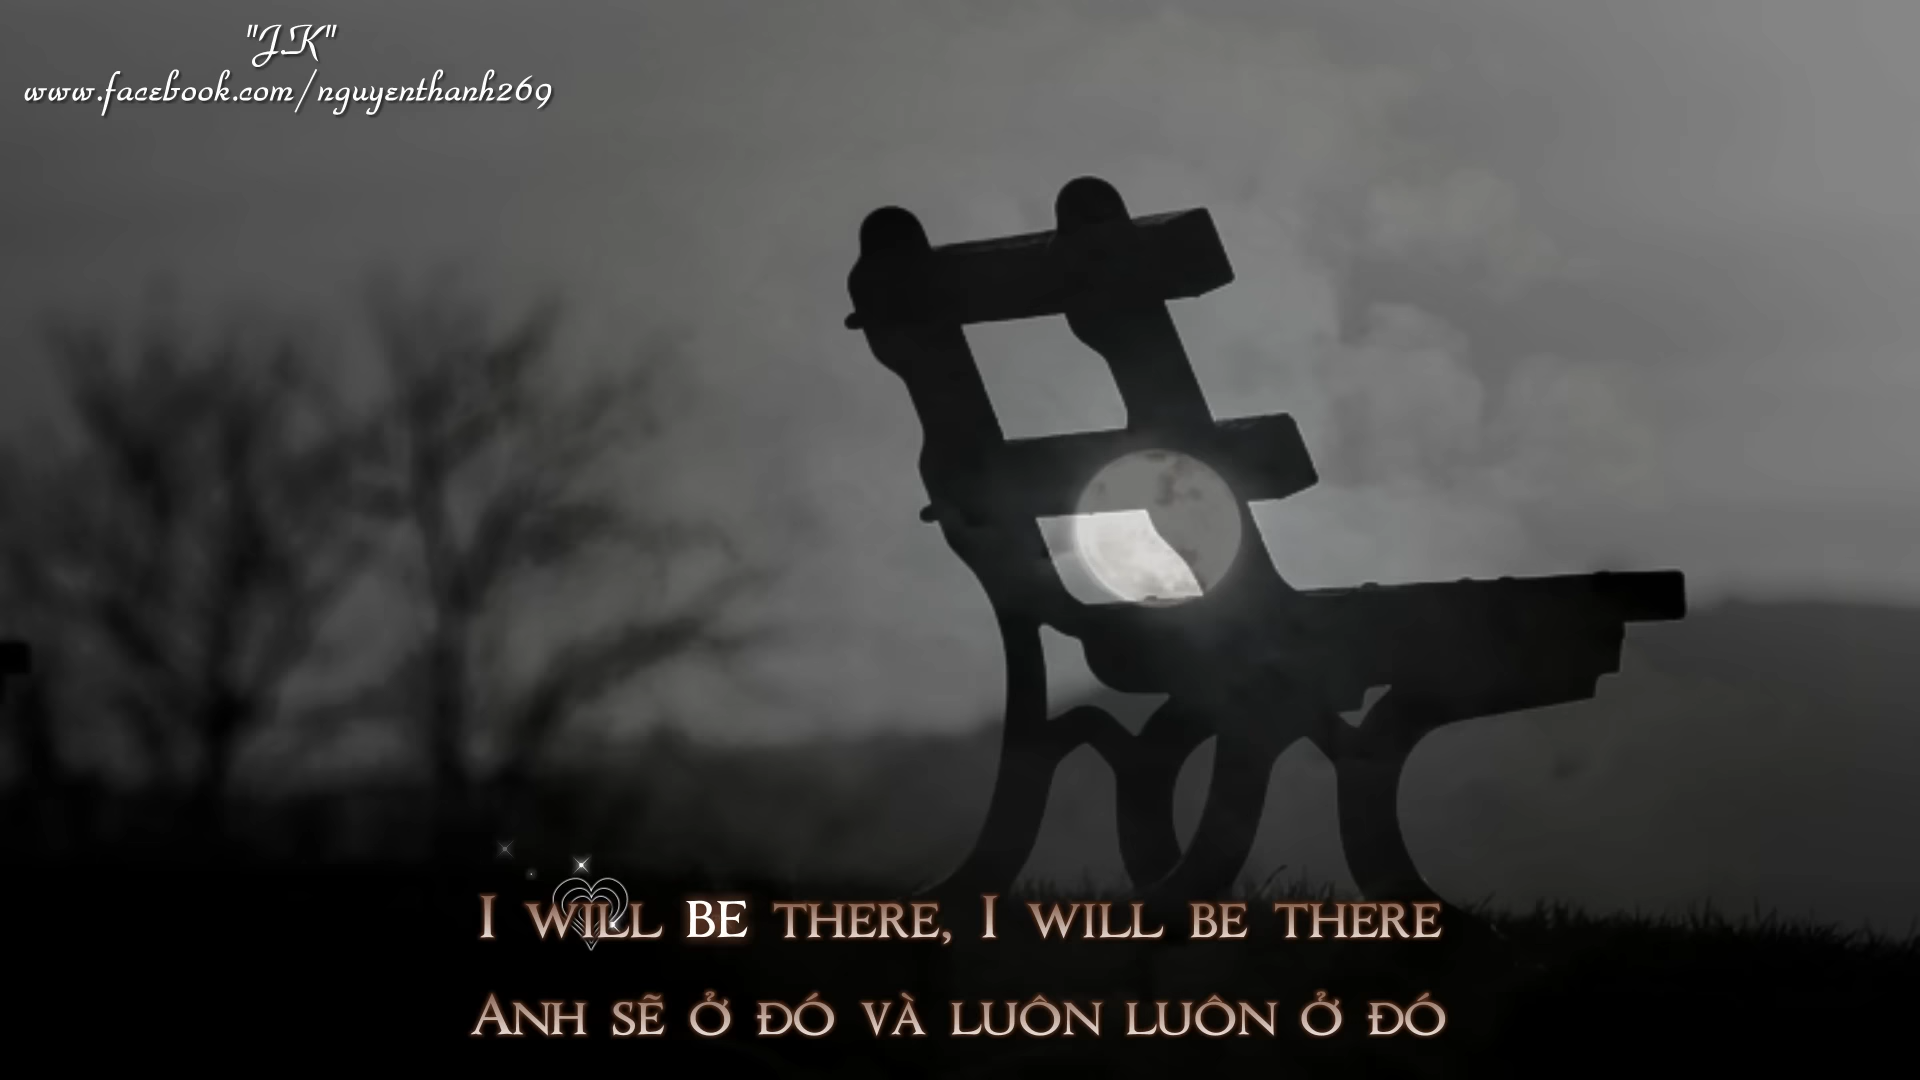 "J.K"
www.facebook.com/nguyenthanh269
I WILL BE THERE, I WILL BE THERE
ANH SẼ Ở ĐÓ VÀ LUÔN LUÔN Ở ĐÓ